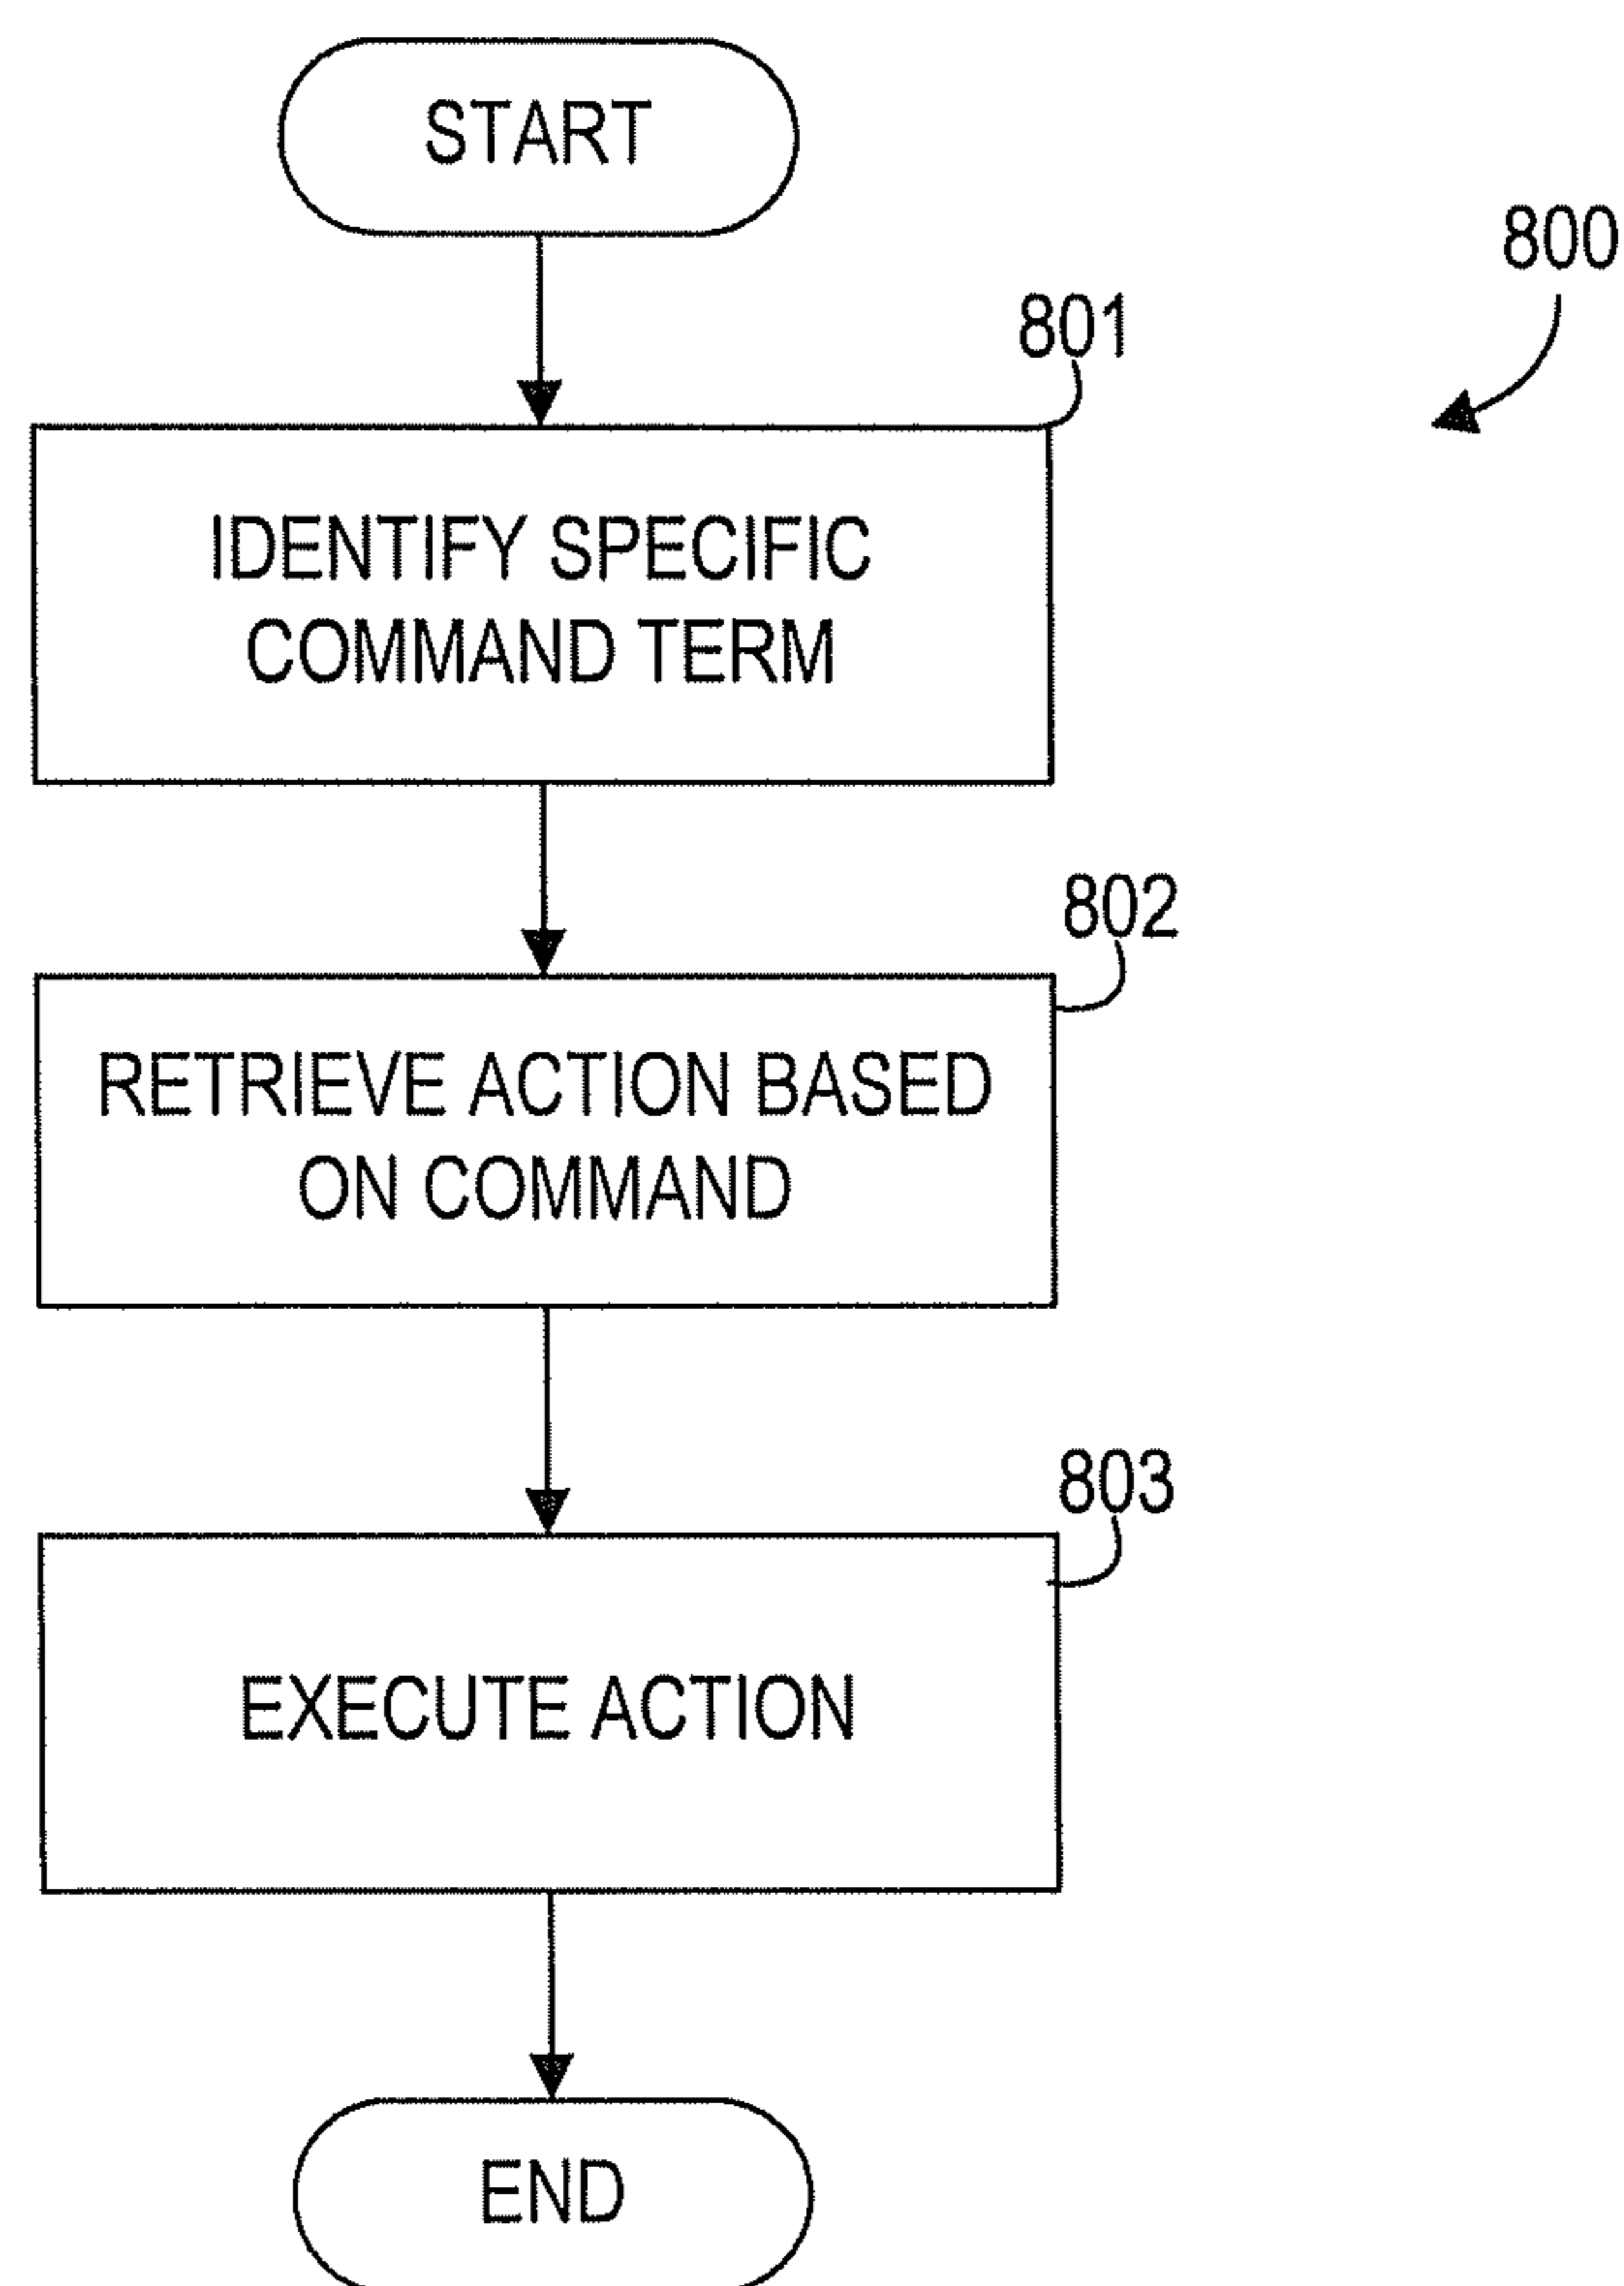 START
800
801
IDENTIFY SPECIFIC
COMMAND TERM
802
RETRIEVE ACTION BASED
ON COMMAND
803
EXECUTE ACTION
END